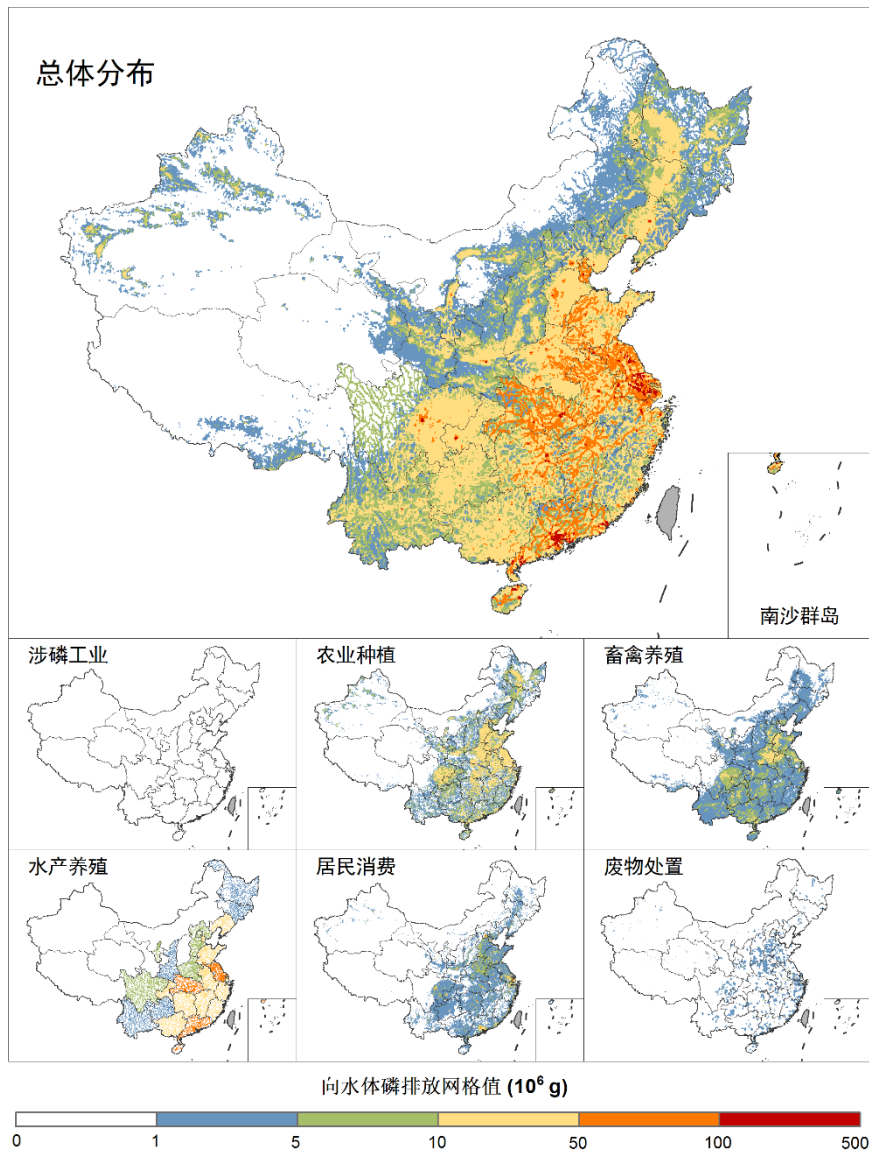 总体分布
南沙群岛
涉磷工业
农业种植
畜禽养殖
水产养殖
居民消费
废物处置
向水体磷排放网格值 (10⁶ g)
0 1 5 10 50 100 500